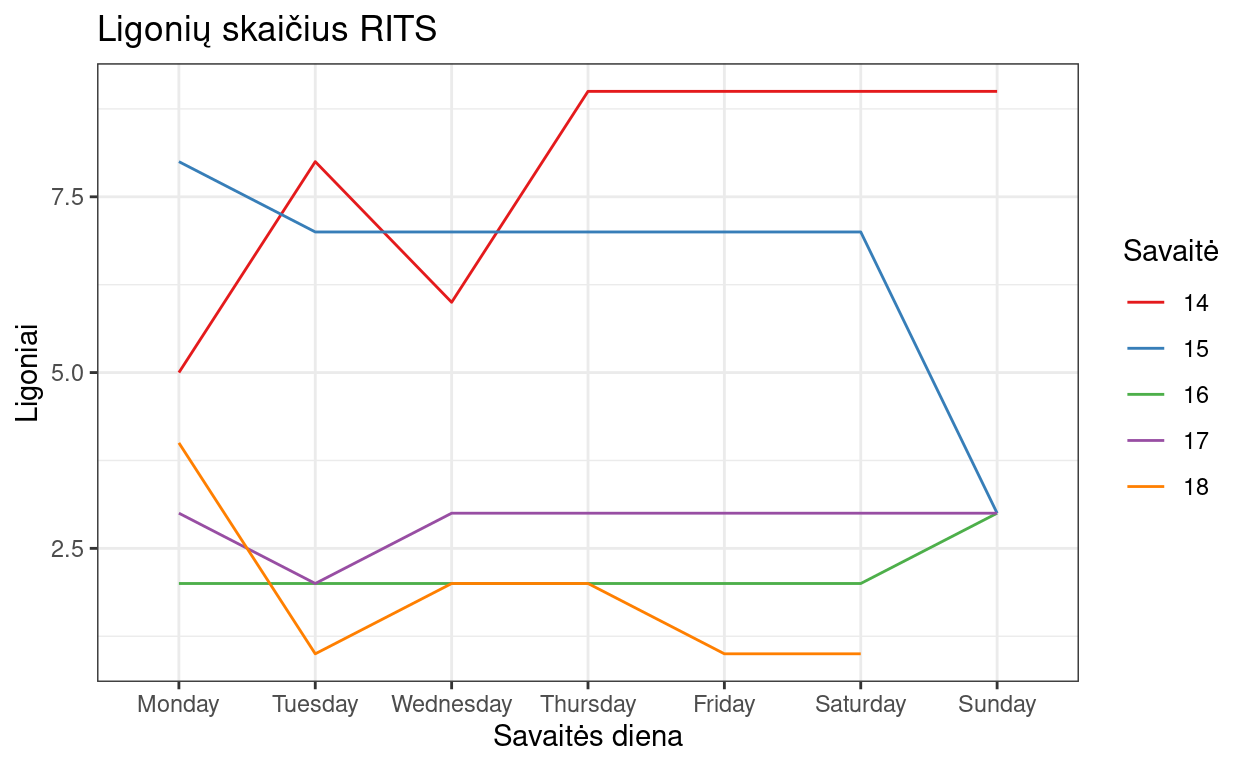 Ligonių skaičius RITS
Ligoniai
7.5
5.0
2.5
Monday Tuesday Wednesday Thursday Friday Saturday Sunday
Savaitės diena
Savaitė
14
15
16
17
18